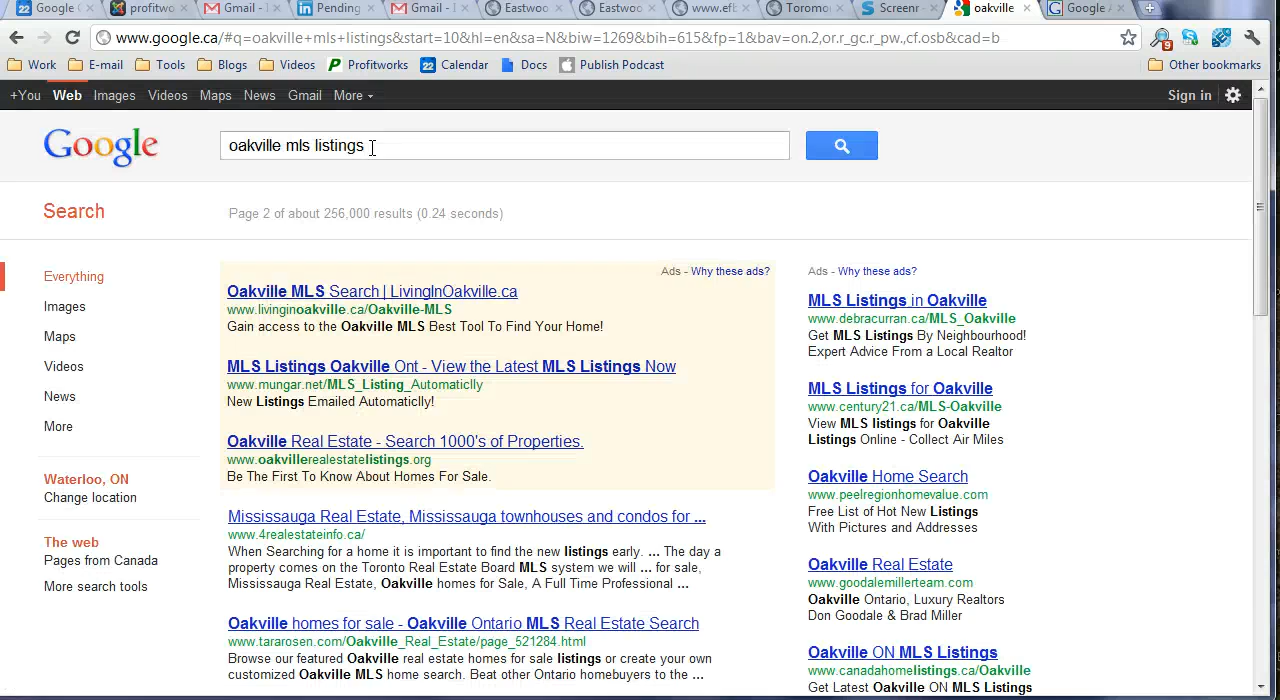 Google
profitwo
Gmail -
Pending
Gmail -
Eastwoo
Eastwoo
www.efb
Toromo
Screenr
oakville
Google
www.google.ca/#q=oakville+mls+listings&start=10&hl=en&sa=N&biw=1269&bih=615&fp=1&bav=on.2,or.r_gc.r_pw.,cf.osb&cad=b
Work E-mail Tools Blogs Videos Profitworks 22 Calendar Docs Publish Podcast Other bookmarks
+You Web Images Videos Maps News Gmail More Sign in
Google
oakville mls listings
Search
Page 2 of about 256,000 results (0.24 seconds)
Everything
Images
Maps
Videos
News
More
Waterloo, ON
Change location
The web
Pages from Canada
More search tools
Ads - Why these ads?
Oakville MLS Search | LivingInOakville.ca
www.livinginoakville.ca/Oakville-MLS
Gain access to the Oakville MLS Best Tool To Find Your Home!
MLS Listings Oakville Ont - View the Latest MLS Listings Now
www.mungar.net/MLS_Listing_Automaticlly
New Listings Emailed Automaticlly!
Oakville Real Estate - Search 1000's of Properties.
www.oakvillerealestatelistings.org
Be The First To Know About Homes For Sale.
Mississauga Real Estate, Mississauga townhouses and condos for ...
www.4realestateinfo.ca/
When Searching for a home it is important to find the new listings early. ... The day a
property comes on the Toronto Real Estate Board MLS system we will ... for sale,
Mississauga Real Estate, Oakville homes for Sale, A Full Time Professional ...
Oakville homes for sale - Oakville Ontario MLS Real Estate Search
www.tararosen.com/Oakville_Real_Estate/page_521284.html
Browse our featured Oakville real estate homes for sale listings or create your own
customized Oakville MLS home search. Beat other Ontario homebuyers to the ...
Ads - Why these ads?
MLS Listings in Oakville
www.debracurran.ca/MLS_Oakville
Get MLS Listings By Neighbourhood!
Expert Advice From a Local Realtor
MLS Listings for Oakville
www.century21.ca/MLS-Oakville
View MLS listings for Oakville
Listings Online - Collect Air Miles
Oakville Home Search
www.peelregionhomevalue.com
Free List of Hot New Listings
With Pictures and Addresses
Oakville Real Estate
www.goodalemillerteam.com
Oakville Ontario, Luxury Realtors
Don Goodale & Brad Miller
Oakville ON MLS Listings
www.canadahomelistings.ca/Oakville
Get Latest Oakville ON MLS Listings